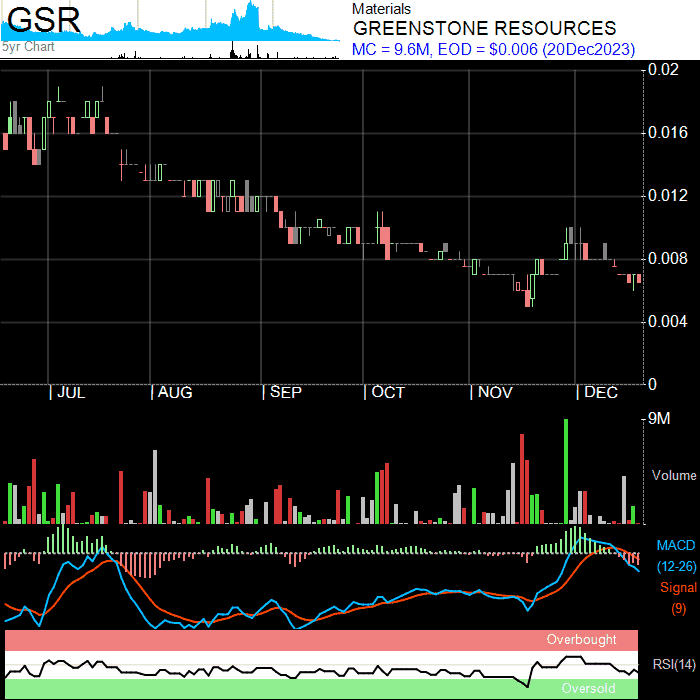 GSR
5yr Chart
Materials
GREENSTONE RESOURCES
MC = 9.6M, EOD = $0.006 (20Dec2023)
0.02
0.016
0.012
0.008
0.004
0
| JUL | AUG | SEP | OCT | NOV | DEC
9M
Volume
MACD
(12-26)
Signal
(9)
Overbought
RSI(14)
Oversold